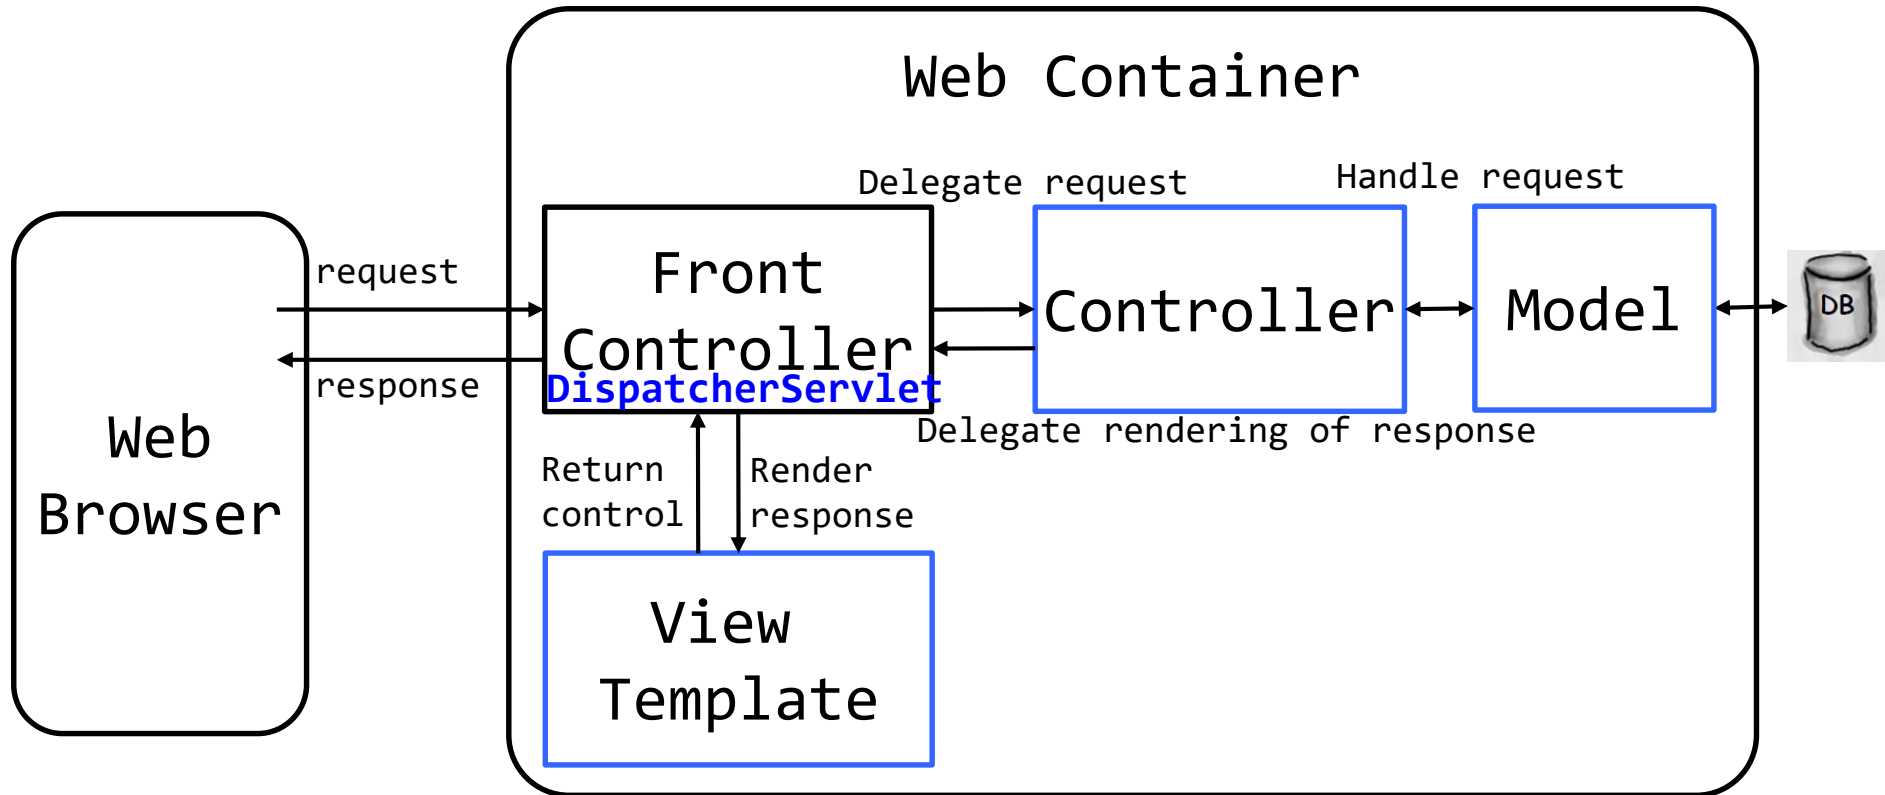 Web Container
Delegate request
Handle request
request
response
Front
Controller
DispatcherServlet
Controller
Model
DB
Delegate rendering of response
Web
Browser
Return
control
Render
response
View
Template